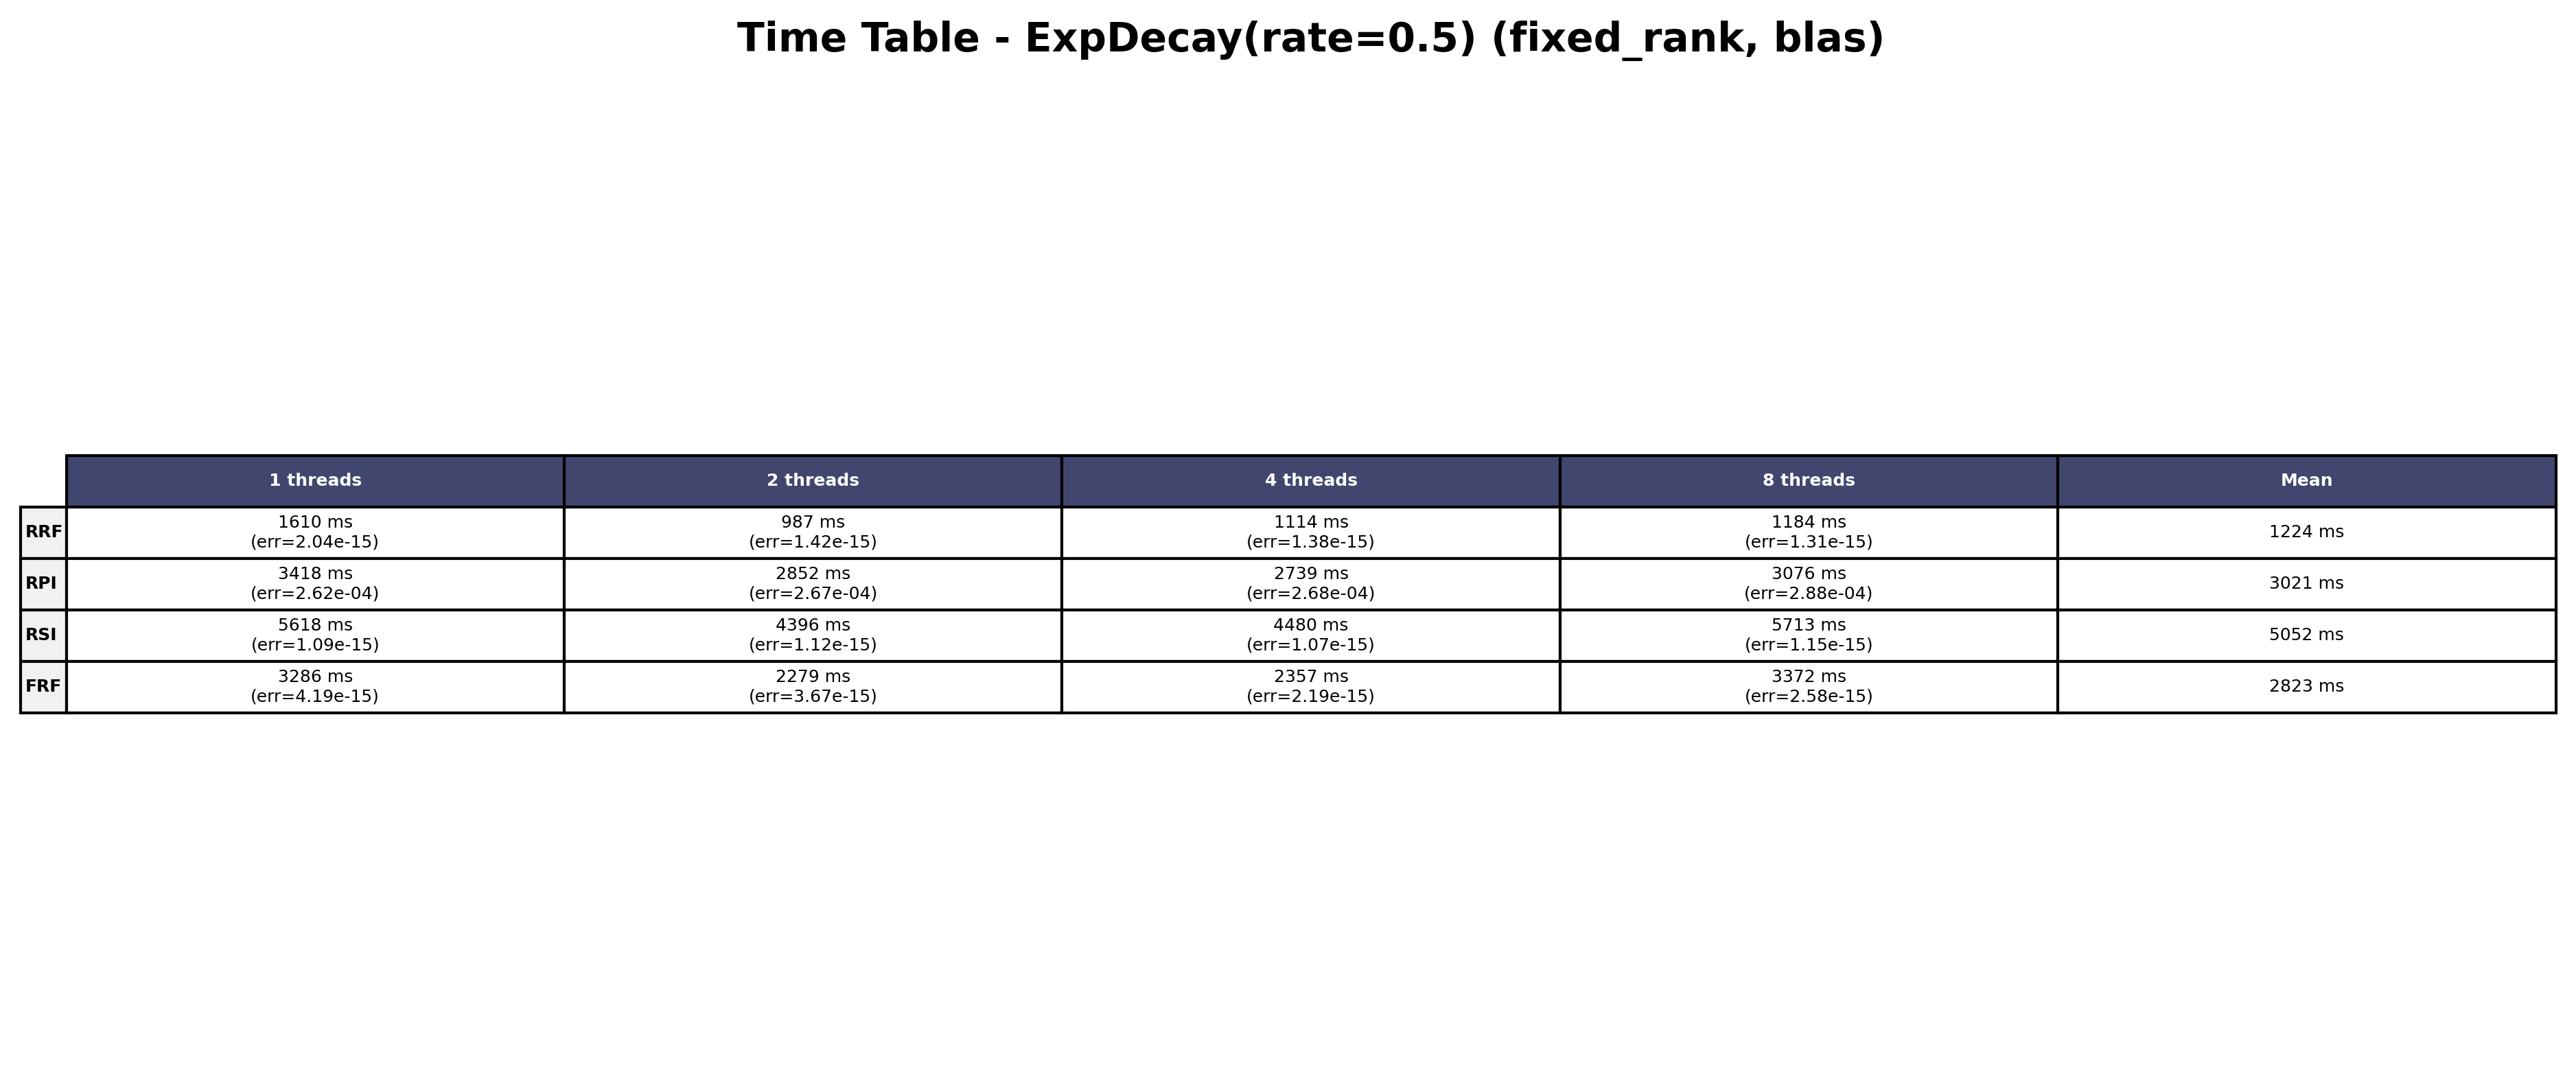 Time Table - ExpDecay(rate=0.5) (fixed_rank, blas)
1 threads 2 threads 4 threads 8 threads Mean
RRF 1610 ms 987 ms 1114 ms 1184 ms 1224 ms
(err=2.04e-15) (err=1.42e-15) (err=1.38e-15) (err=1.31e-15)
RPI 3418 ms 2852 ms 2739 ms 3076 ms 3021 ms
(err=2.62e-04) (err=2.67e-04) (err=2.68e-04) (err=2.88e-04)
RSI 5618 ms 4396 ms 4480 ms 5713 ms 5052 ms
(err=1.09e-15) (err=1.12e-15) (err=1.07e-15) (err=1.15e-15)
FRF 3286 ms 2279 ms 2357 ms 3372 ms 2823 ms
(err=4.19e-15) (err=3.67e-15) (err=2.19e-15) (err=2.58e-15)